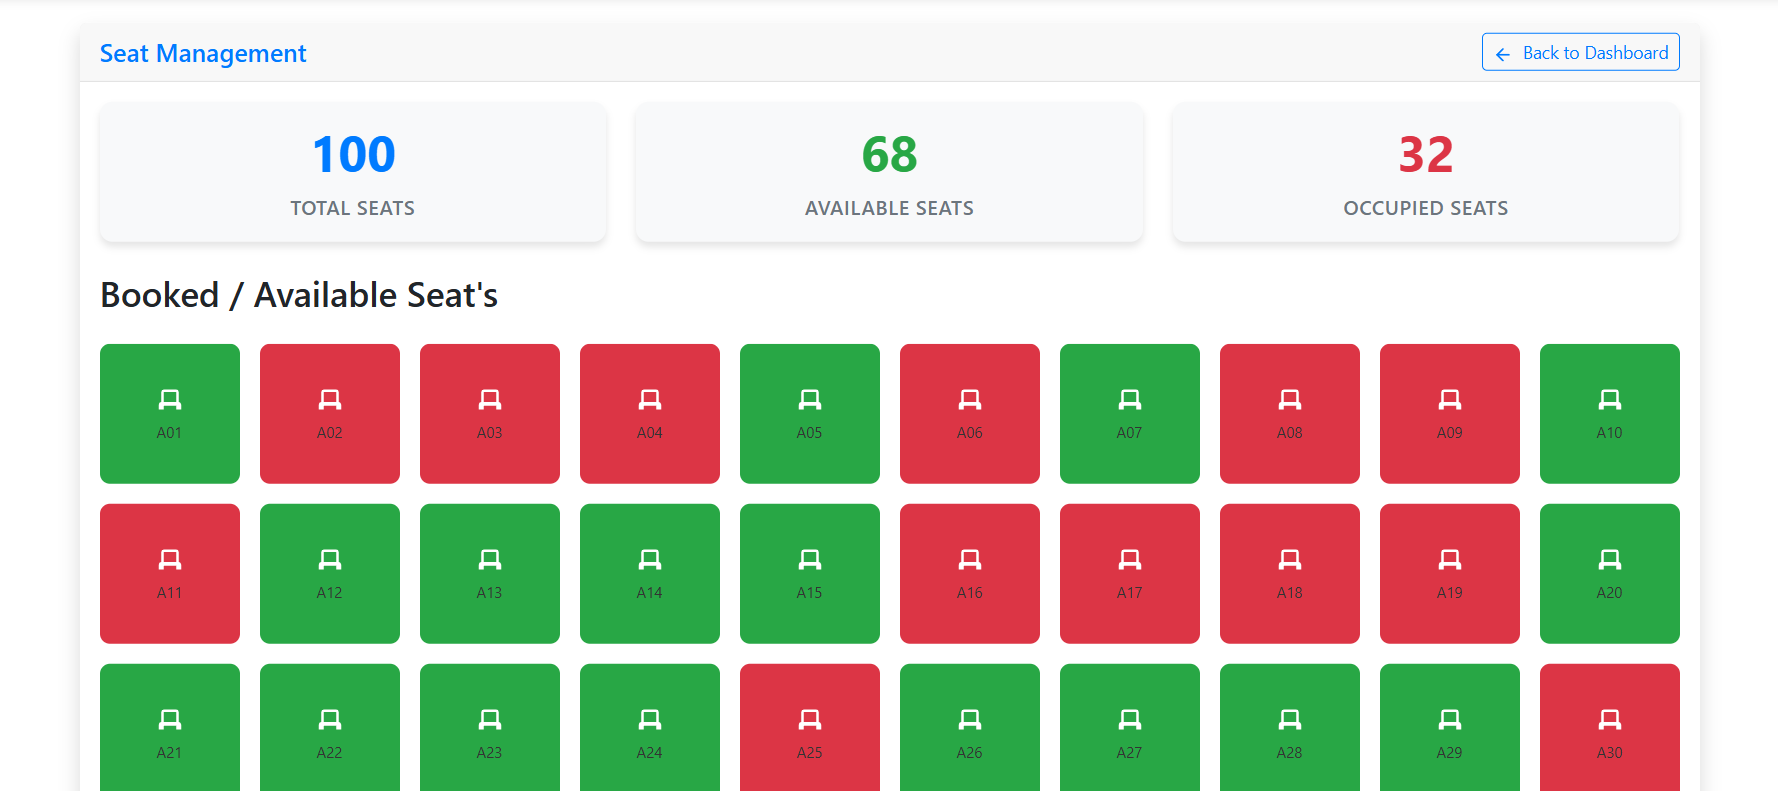 Seat Management
Back to Dashboard
100
TOTAL SEATS
68
AVAILABLE SEATS
32
OCCUPIED SEATS
Booked / Available Seat's
A01 A02 A03 A04 A05 A06 A07 A08 A09 A10
A11 A12 A13 A14 A15 A16 A17 A18 A19 A20
A21 A22 A23 A24 A25 A26 A27 A28 A29 A30